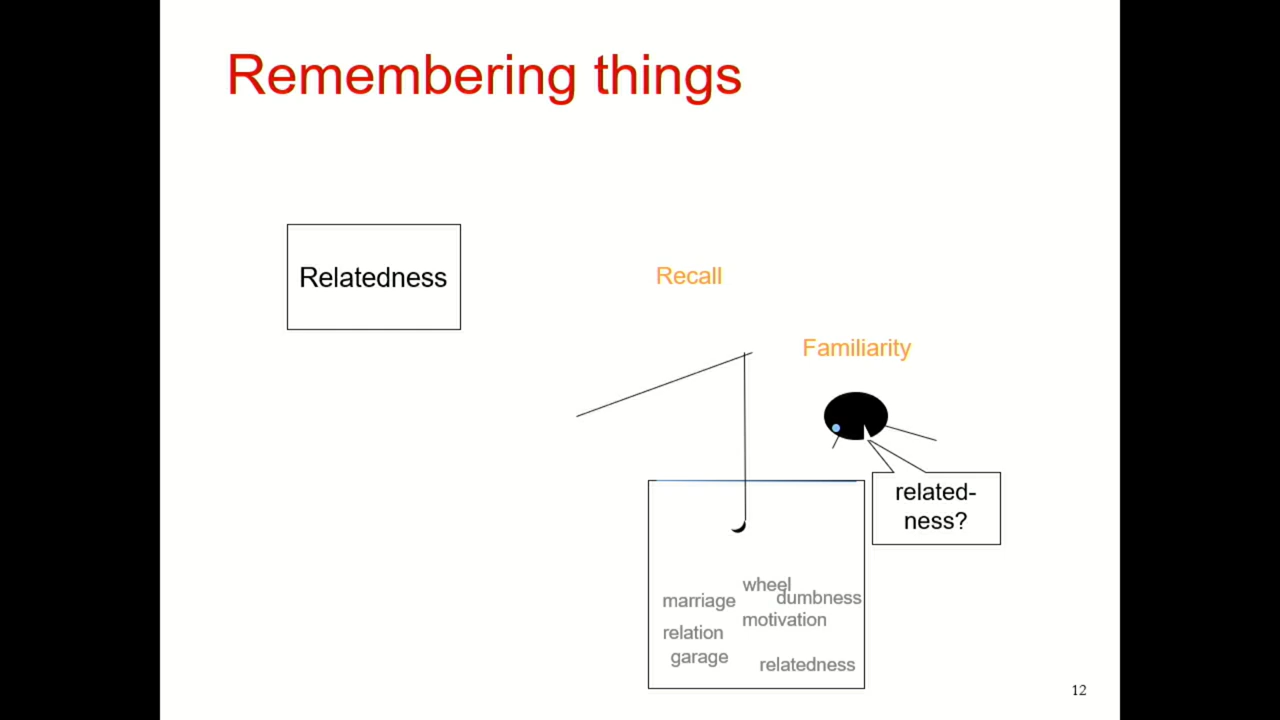 Remembering things
Relatedness
Recall
Familiarity
related-
ness?
wheel
marriage
dumbness
motivation
relation
garage
relatedness
12